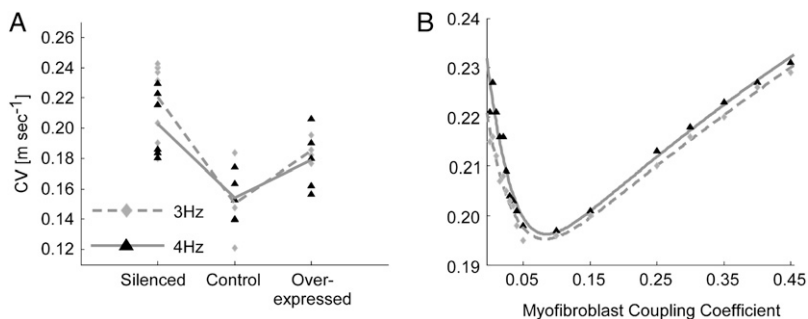 A
CV [m sec⁻¹]
0.24
0.22
0.20
0.18
0.16
0.14
0.12
3Hz
4Hz
Silenced
Control
Over-
expressed
B
0.24
0.23
0.22
0.21
0.20
0.19
0.05
0.15
0.25
0.35
0.45
Myofibroblast Coupling Coefficient